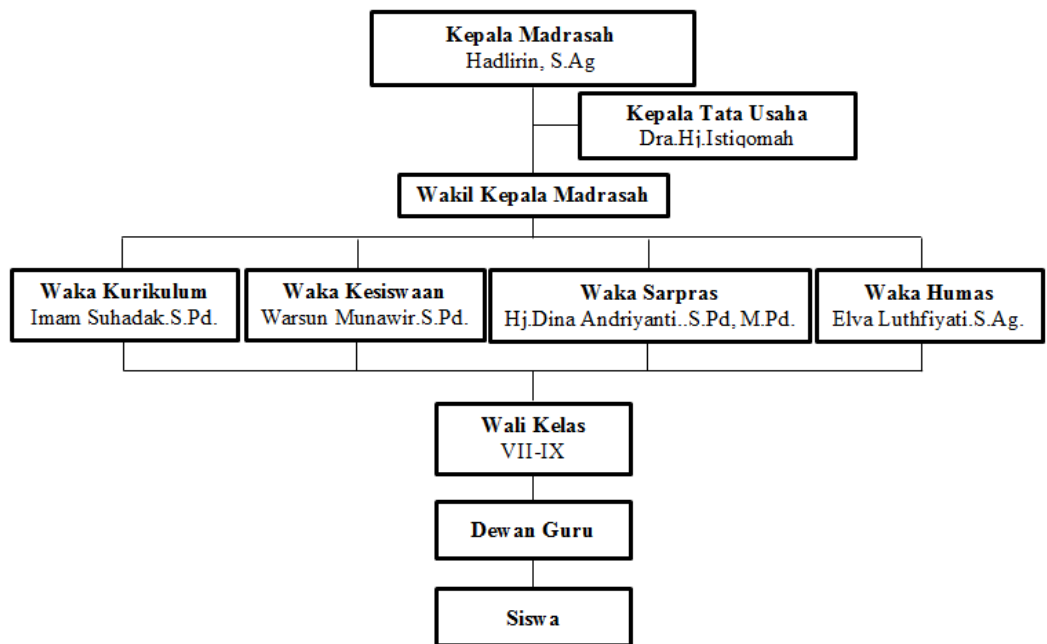 Kepala Madrasah
Hadlirin, S.Ag
Kepala Tata Usaha
Dra.Hj.Istiqomah
Wakil Kepala Madrasah
Waka Kurikulum
Imam Suhadak.S.Pd.
Waka Kesiswaan
Warsun Munawir.S.Pd.
Waka Sarpras
Hj.Dina Andriyanti..S.Pd, M.Pd.
Waka Humas
Elva Luthfiyati.S.Ag.
Wali Kelas
VII-IX
Dewan Guru
Siswa